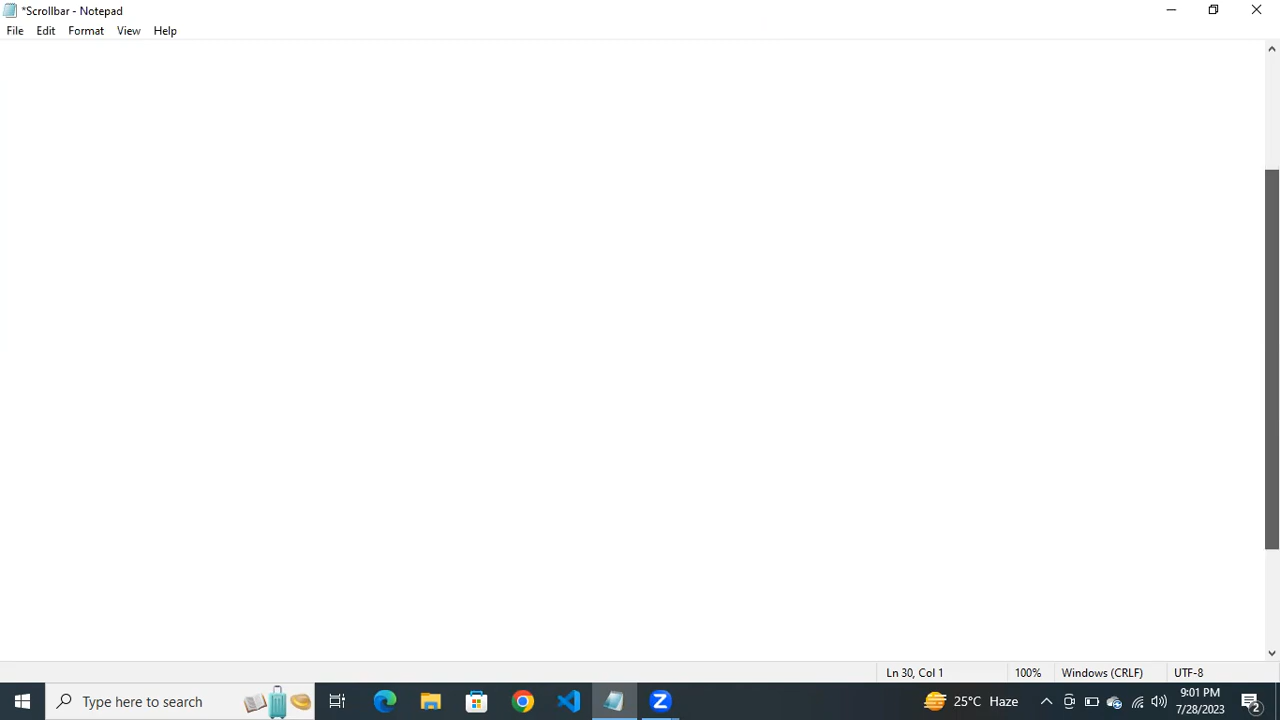 *Scrollbar - Notepad
File Edit Format View Help
Ln 30, Col 1 100% Windows (CRLF) UTF-8
Type here to search 25°C Haze 9:01 PM
7/28/2023 2